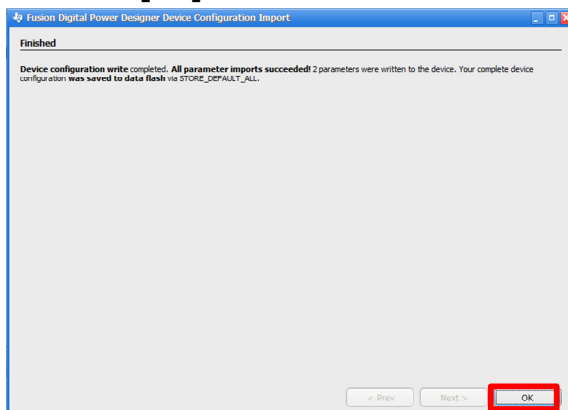 Fusion Digital Power Designer Device Configuration Import
Finished
Device configuration write completed. All parameter imports succeeded! 2 parameters were written to the device. Your complete device
configuration was saved to data flash via STORE_DEFAULT_ALL.
< Prev Next > OK